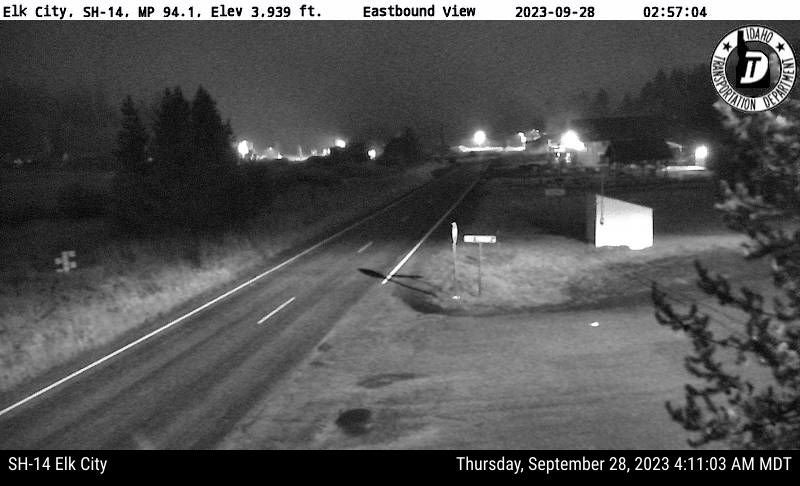 Elk City, SH-14, MP 94.1, Elev 3,939 ft. Eastbound View 2023-09-28 02:57:04
IDAHO
TRANSPORTATION DEPARTMENT
SH-14 Elk City Thursday, September 28, 2023 4:11:03 AM MDT